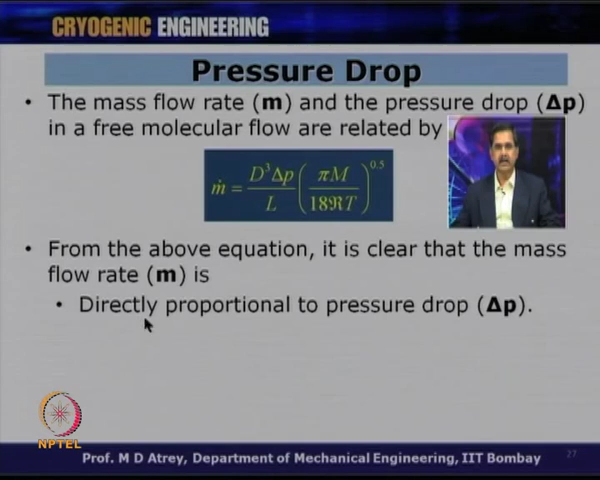 CRYOGENIC ENGINEERING
Pressure Drop
• The mass flow rate (m) and the pressure drop (Δp)
in a free molecular flow are related by
ṁ = D³Δp/L (πM/18ℜT)^0.5
• From the above equation, it is clear that the mass
flow rate (m) is
• Directly proportional to pressure drop (Δp).
NPTEL
Prof. M D Atrey, Department of Mechanical Engineering, IIT Bombay
27